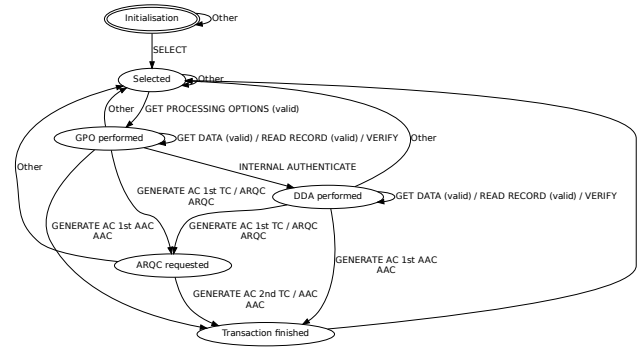 Initialisation
Other
SELECT
Selected
Other
GET PROCESSING OPTIONS (valid)
Other
GPO performed
GET DATA (valid) / READ RECORD (valid) / VERIFY
Other
Other
INTERNAL AUTHENTICATE
GENERATE AC 1st TC / ARQC
ARQC
DDA performed
GET DATA (valid) / READ RECORD (valid) / VERIFY
GENERATE AC 1st AAC
AAC
GENERATE AC 1st TC / ARQC
ARQC
ARQC requested
GENERATE AC 1st AAC
AAC
GENERATE AC 2nd TC / AAC
AAC
Transaction finished